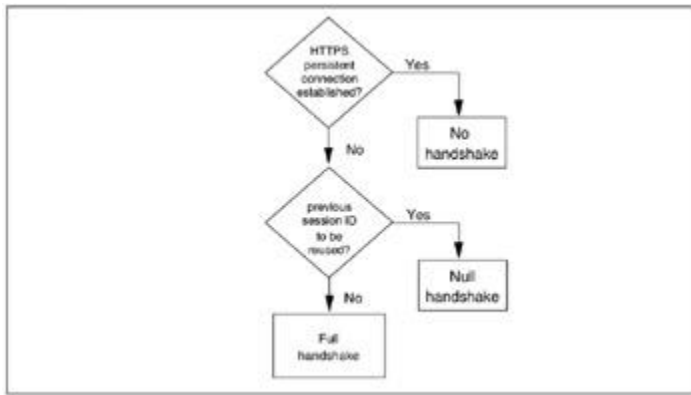 HTTPS
persistent
connection
established?
Yes
No
handshake
No
previous
session ID
to be
reused?
Yes
Null
handshake
No
Full
handshake